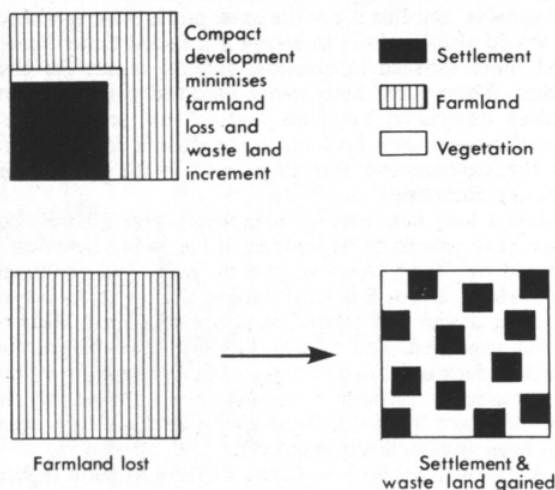 Compact
development
minimises
farmland
loss and
waste land
increment
Settlement
Farmland
Vegetation
Farmland lost
Settlement &
waste land gained